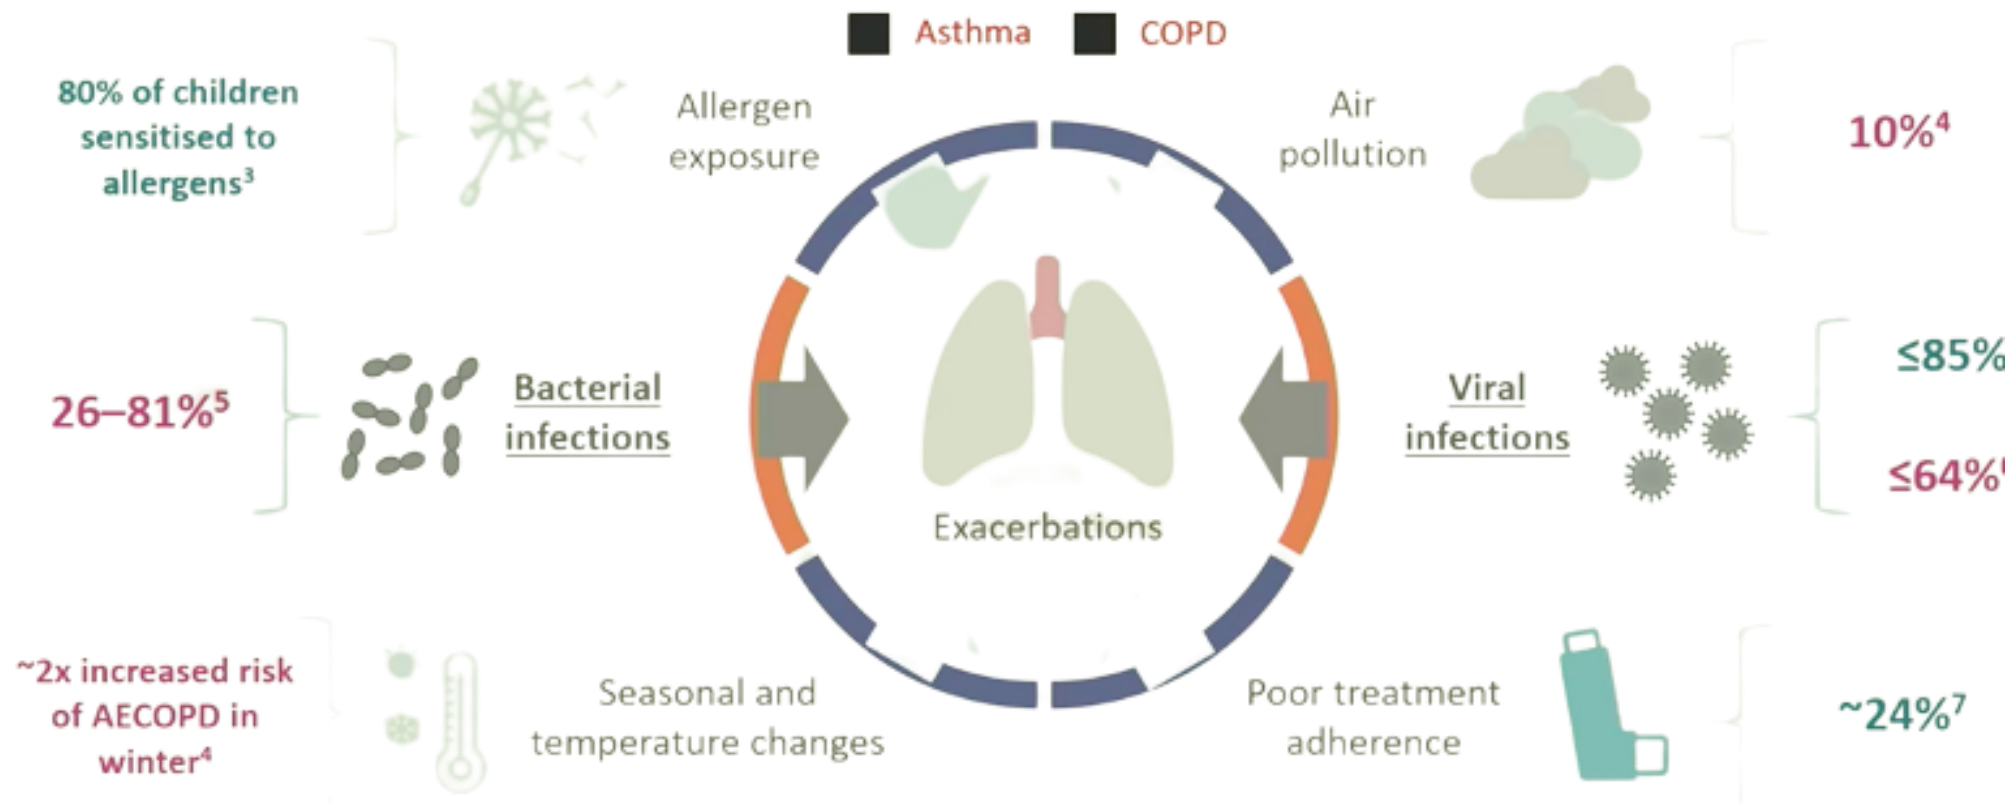 Asthma COPD
80% of children
sensitised to
allergens³
Allergen
exposure
Air
pollution
10%⁴
26–81%⁵
Bacterial
infections
Viral
infections
≤85%
≤64%
Exacerbations
~2x increased risk
of AECOPD in
winter⁴
Seasonal and
temperature changes
Poor treatment
adherence
~24%⁷